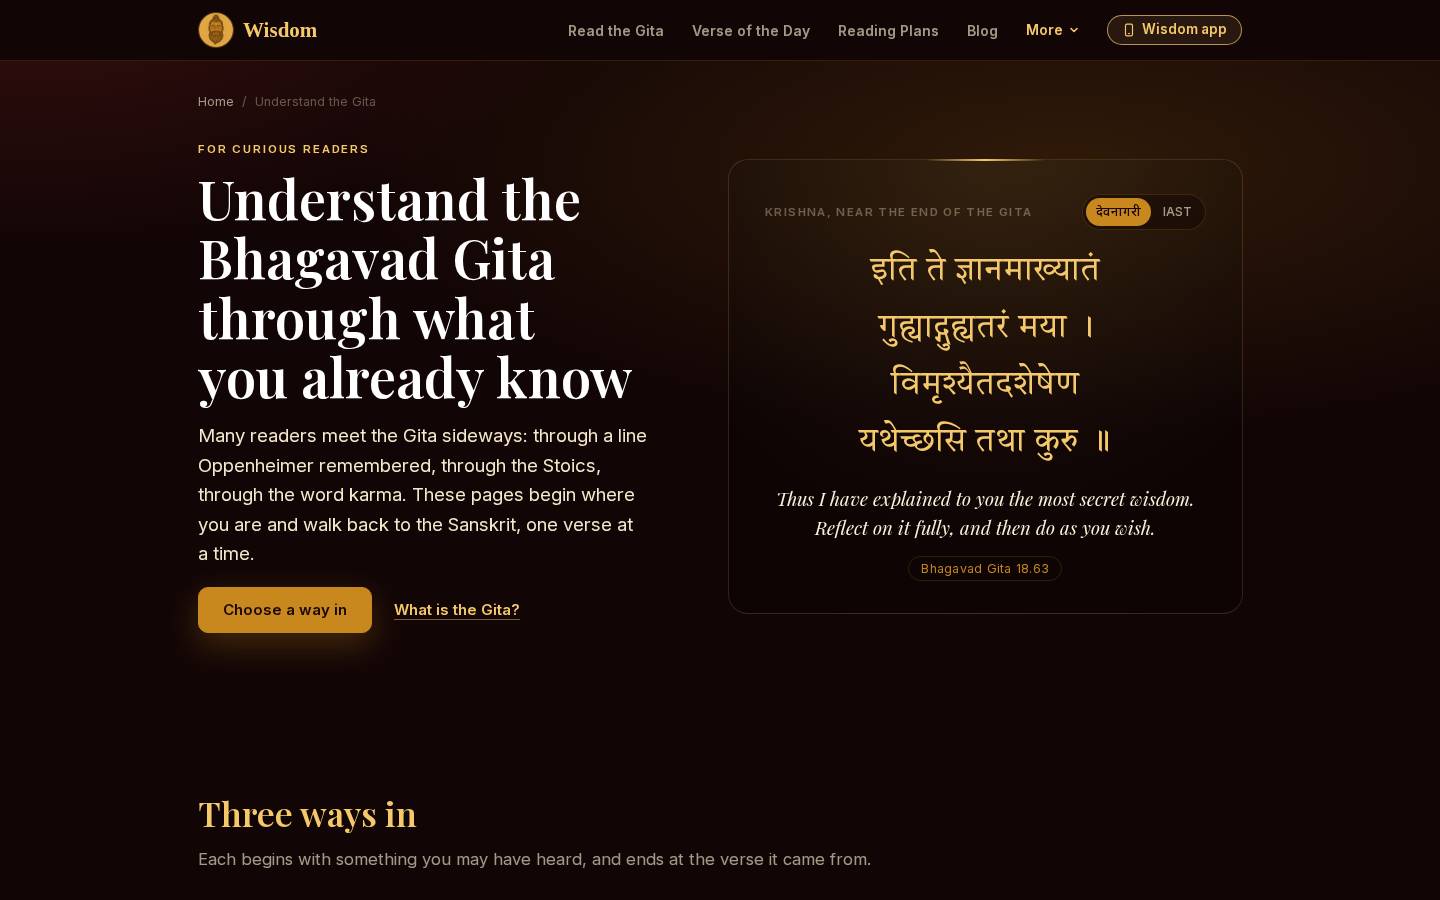 Wisdom
Read the Gita
Verse of the Day
Reading Plans
Blog
More
Wisdom app
Home / Understand the Gita
FOR CURIOUS READERS
Understand the
Bhagavad Gita
through what
you already know
Many readers meet the Gita sideways: through a line
Oppenheimer remembered, through the Stoics,
through the word karma. These pages begin where
you are and walk back to the Sanskrit, one verse at
a time.
Choose a way in
What is the Gita?
KRISHNA, NEAR THE END OF THE GITA
देवनागरी
IAST
इति ते ज्ञानमाख्यातं
गुह्याद्गुह्यतरं मया ।
विमृश्यैतदशेषेण
यथेच्छसि तथा कुरु ॥
Thus I have explained to you the most secret wisdom.
Reflect on it fully, and then do as you wish.
Bhagavad Gita 18.63
Three ways in
Each begins with something you may have heard, and ends at the verse it came from.